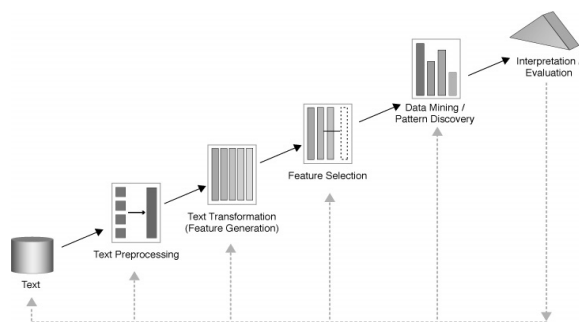 Text
Text Preprocessing
Text Transformation
(Feature Generation)
Feature Selection
Data Mining /
Pattern Discovery
Interpretation /
Evaluation